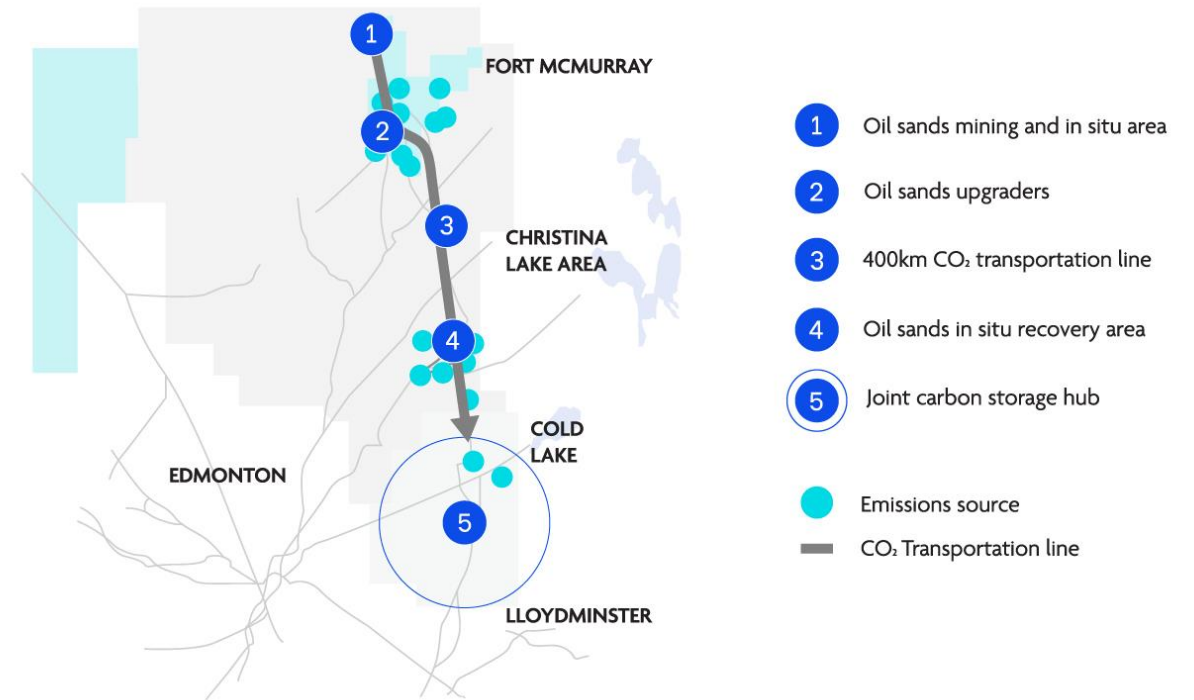 1
FORT MCMURRAY
2
3
CHRISTINA
LAKE AREA
4
COLD
LAKE
EDMONTON
5
LLOYDMINSTER
1 Oil sands mining and in situ area
2 Oil sands upgraders
3 400km CO₂ transportation line
4 Oil sands in situ recovery area
5 Joint carbon storage hub
Emissions source
CO₂ Transportation line